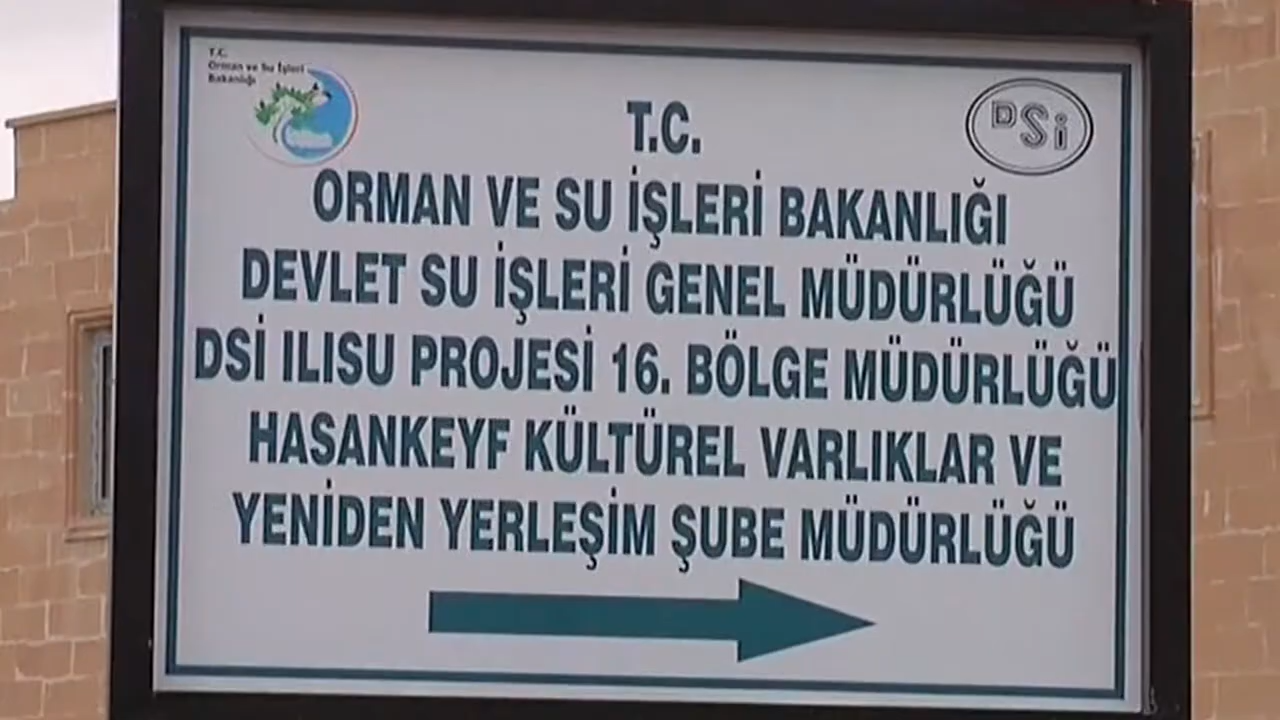 T.C.
Orman ve Su İşleri
Bakanlığı
DSİ
T.C.
ORMAN VE SU İŞLERİ BAKANLIĞI
DEVLET SU İŞLERİ GENEL MÜDÜRLÜĞÜ
DSİ ILISU PROJESİ 16. BÖLGE MÜDÜRLÜĞÜ
HASANKEYF KÜLTÜREL VARLIKLAR VE
YENİDEN YERLEŞİM ŞUBE MÜDÜRLÜĞÜ